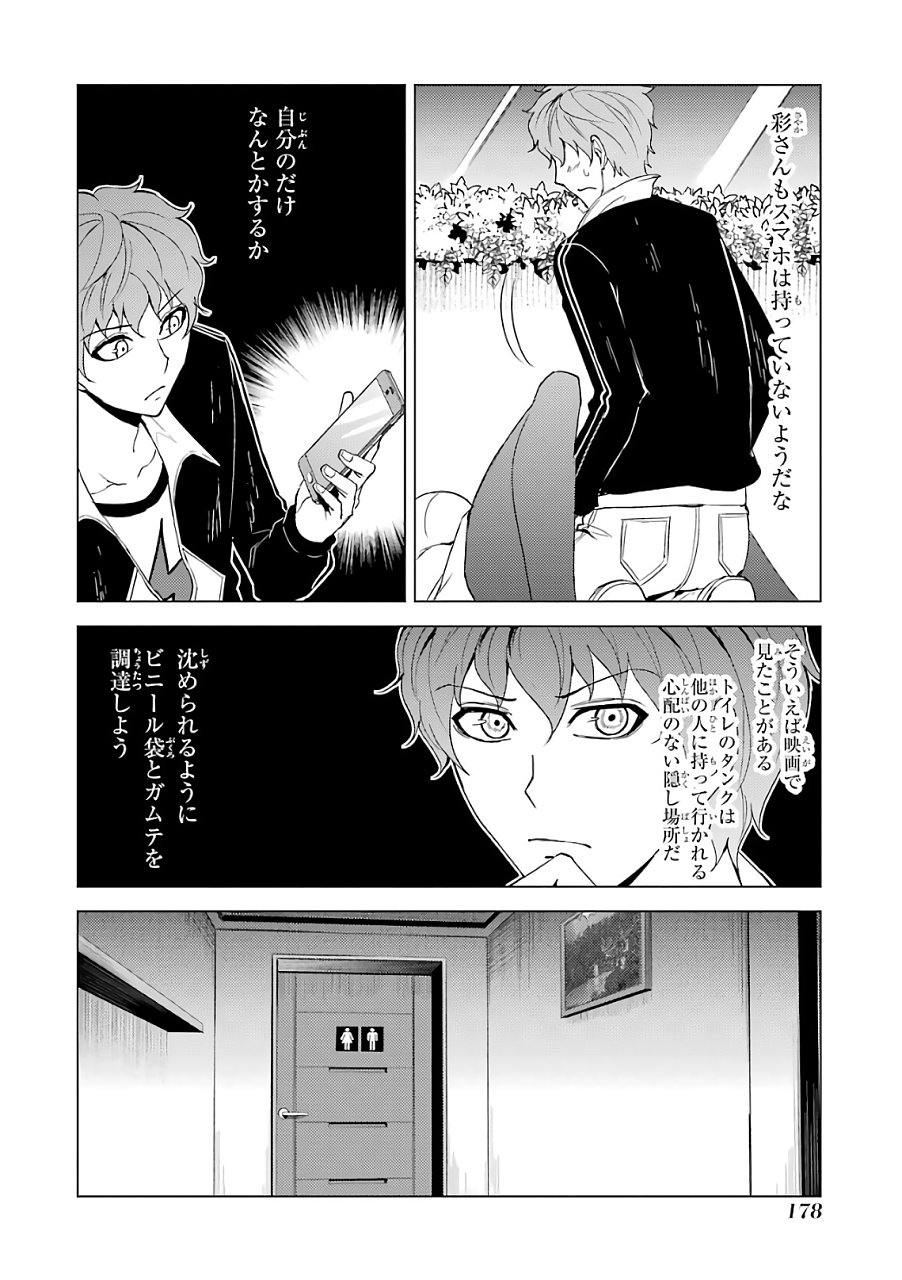 彩さんもスマホは持っていないようだな
自分のだけ
なんとかするか
そういえば映画で
見たことがある
トイレのタンクは
他の人に持って行かれる
心配のない隠し場所だ
沈められるように
ビニール袋とガムテを
調達しよう
178